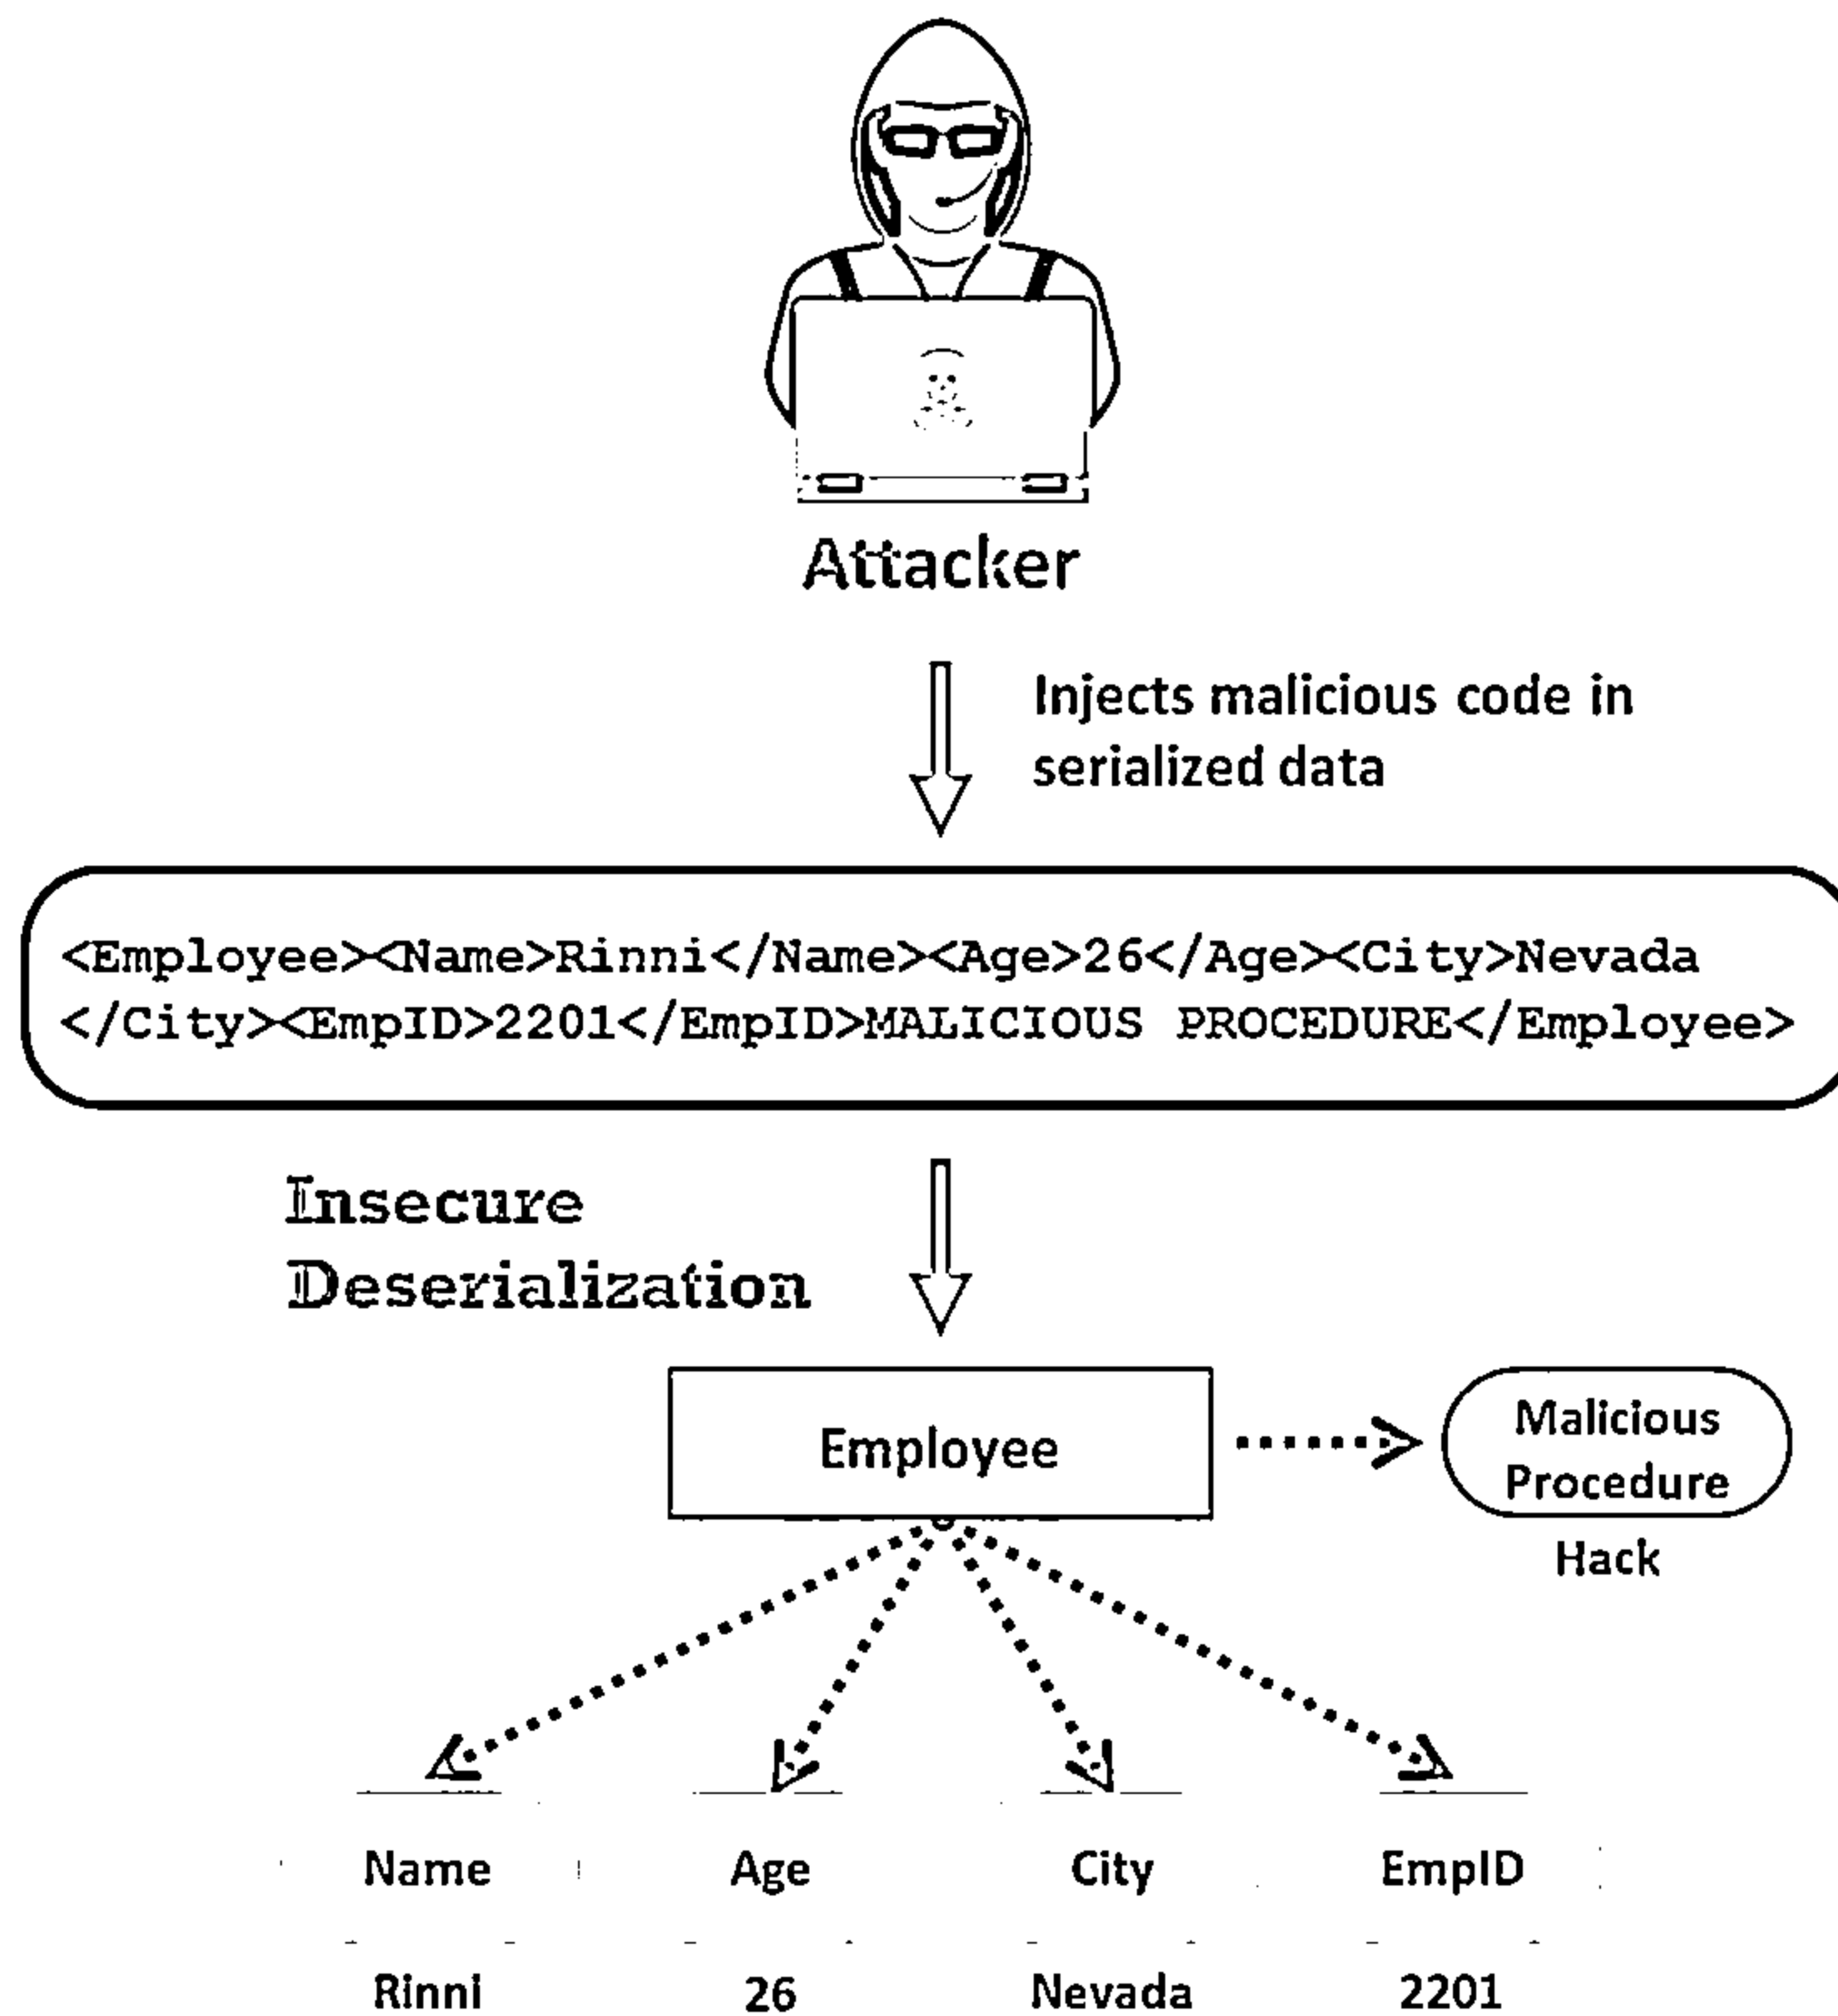 Attacker
Injects malicious code in
serialized data
<Employee><Name>Rinni</Name><Age>26</Age><City>Nevada
</City><EmpID>2201</EmpID>MALICIOUS PROCEDURE</Employee>
Insecure
Deserialization
Employee
Malicious
Procedure
Hack
Name Age City EmpID
Rinni 26 Nevada 2201